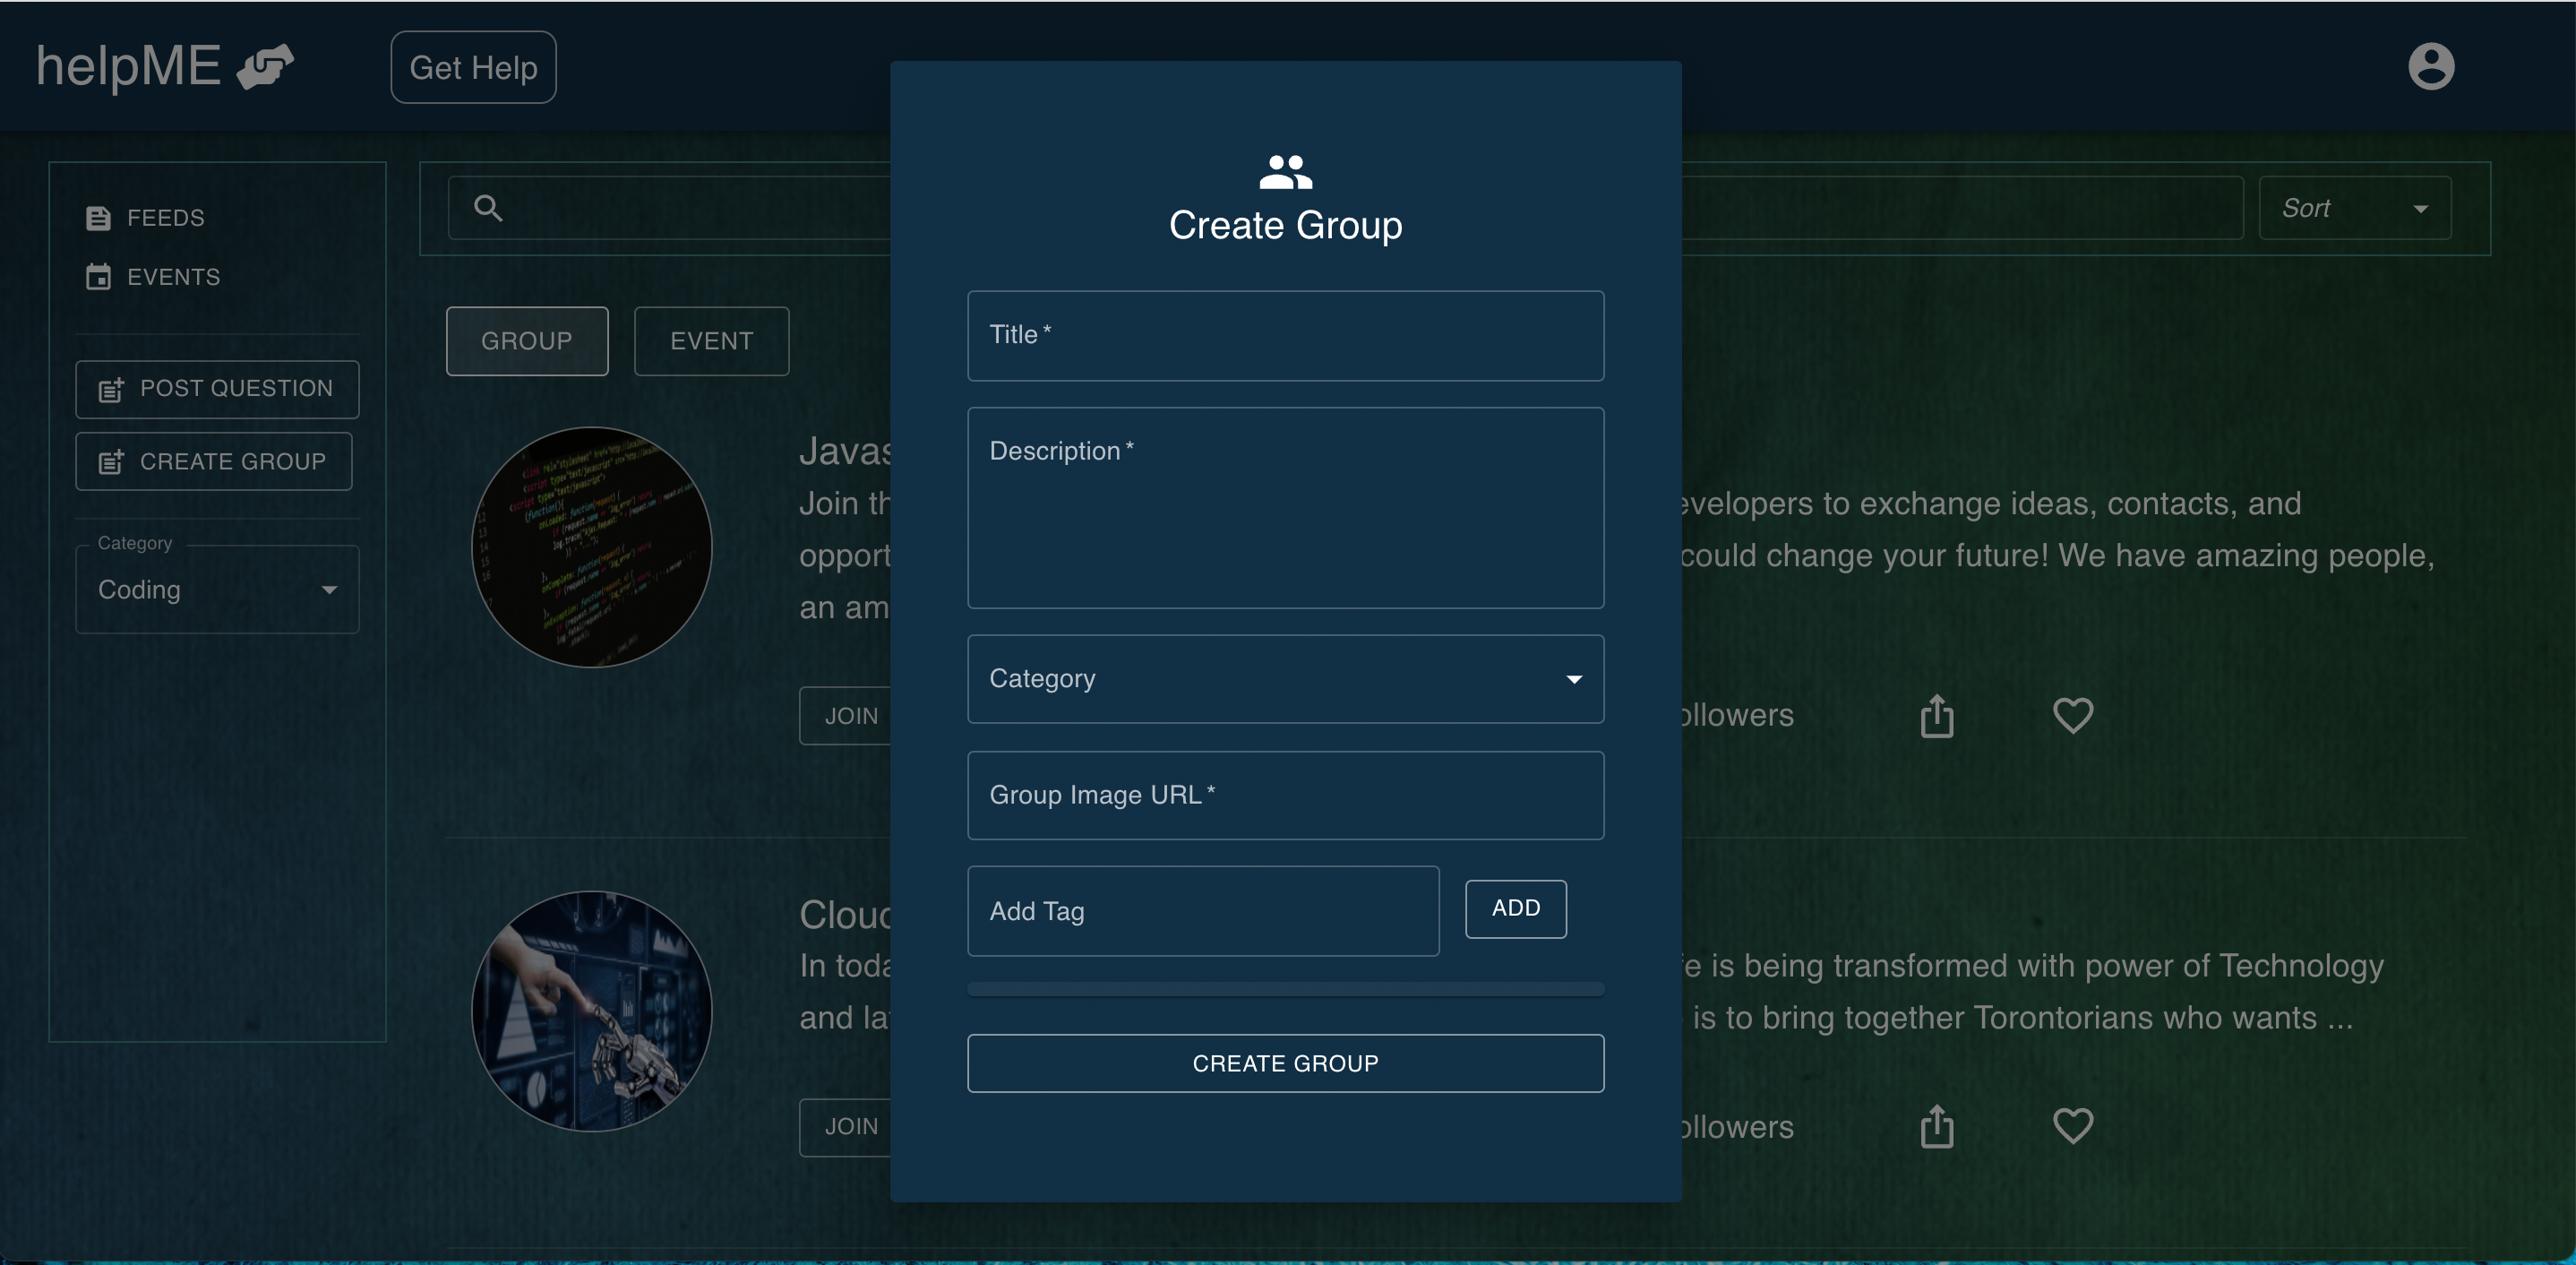 helpME
Get Help
FEEDS
EVENTS
POST QUESTION
CREATE GROUP
Category
Coding
Sort
GROUP
EVENT
Join
evelopers to exchange ideas, contacts, and
opport
could change your future! We have amazing people,
an am
JOIN
ollowers
Cloud
In toda
e is being transformed with power of Technology
and la
is to bring together Torontorians who wants ...
JOIN
ollowers
Create Group
Title *
Description *
Category
Group Image URL *
Add Tag
ADD
CREATE GROUP